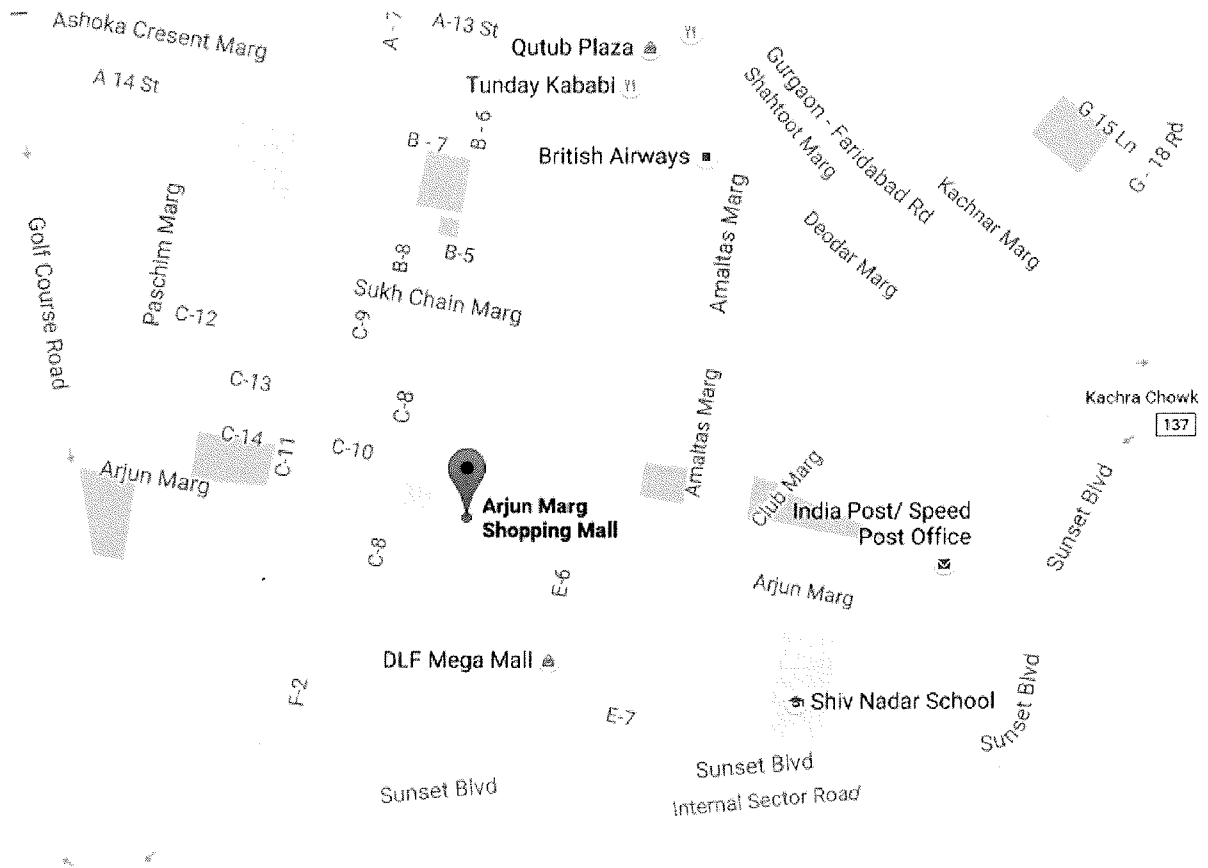 Ashoka Cresent Marg
A-7
A-13 St
Qutub Plaza
A 14 St
Tunday Kababi
Gurgaon - Faridabad Rd
Shahtoot Marg
G 15 Ln
G - 18 Rd
B - 7
B - 6
British Airways
Kachnar Marg
Paschim Marg
Golf Course Road
B-8
B-5
Amaltas Marg
Deodar Marg
Sukh Chain Marg
C-12
C-9
C-13
C-8
Amaltas Marg
Kachra Chowk
137
C-14
C-11
C-10
Arjun Marg
Arjun Marg
Shopping Mall
Club Marg
India Post/ Speed
Post Office
Sunset Blvd
C-8
E-6
Arjun Marg
DLF Mega Mall
F-2
E-7
Shiv Nadar School
Sunset Blvd
Sunset Blvd
Sunset Blvd
Internal Sector Road